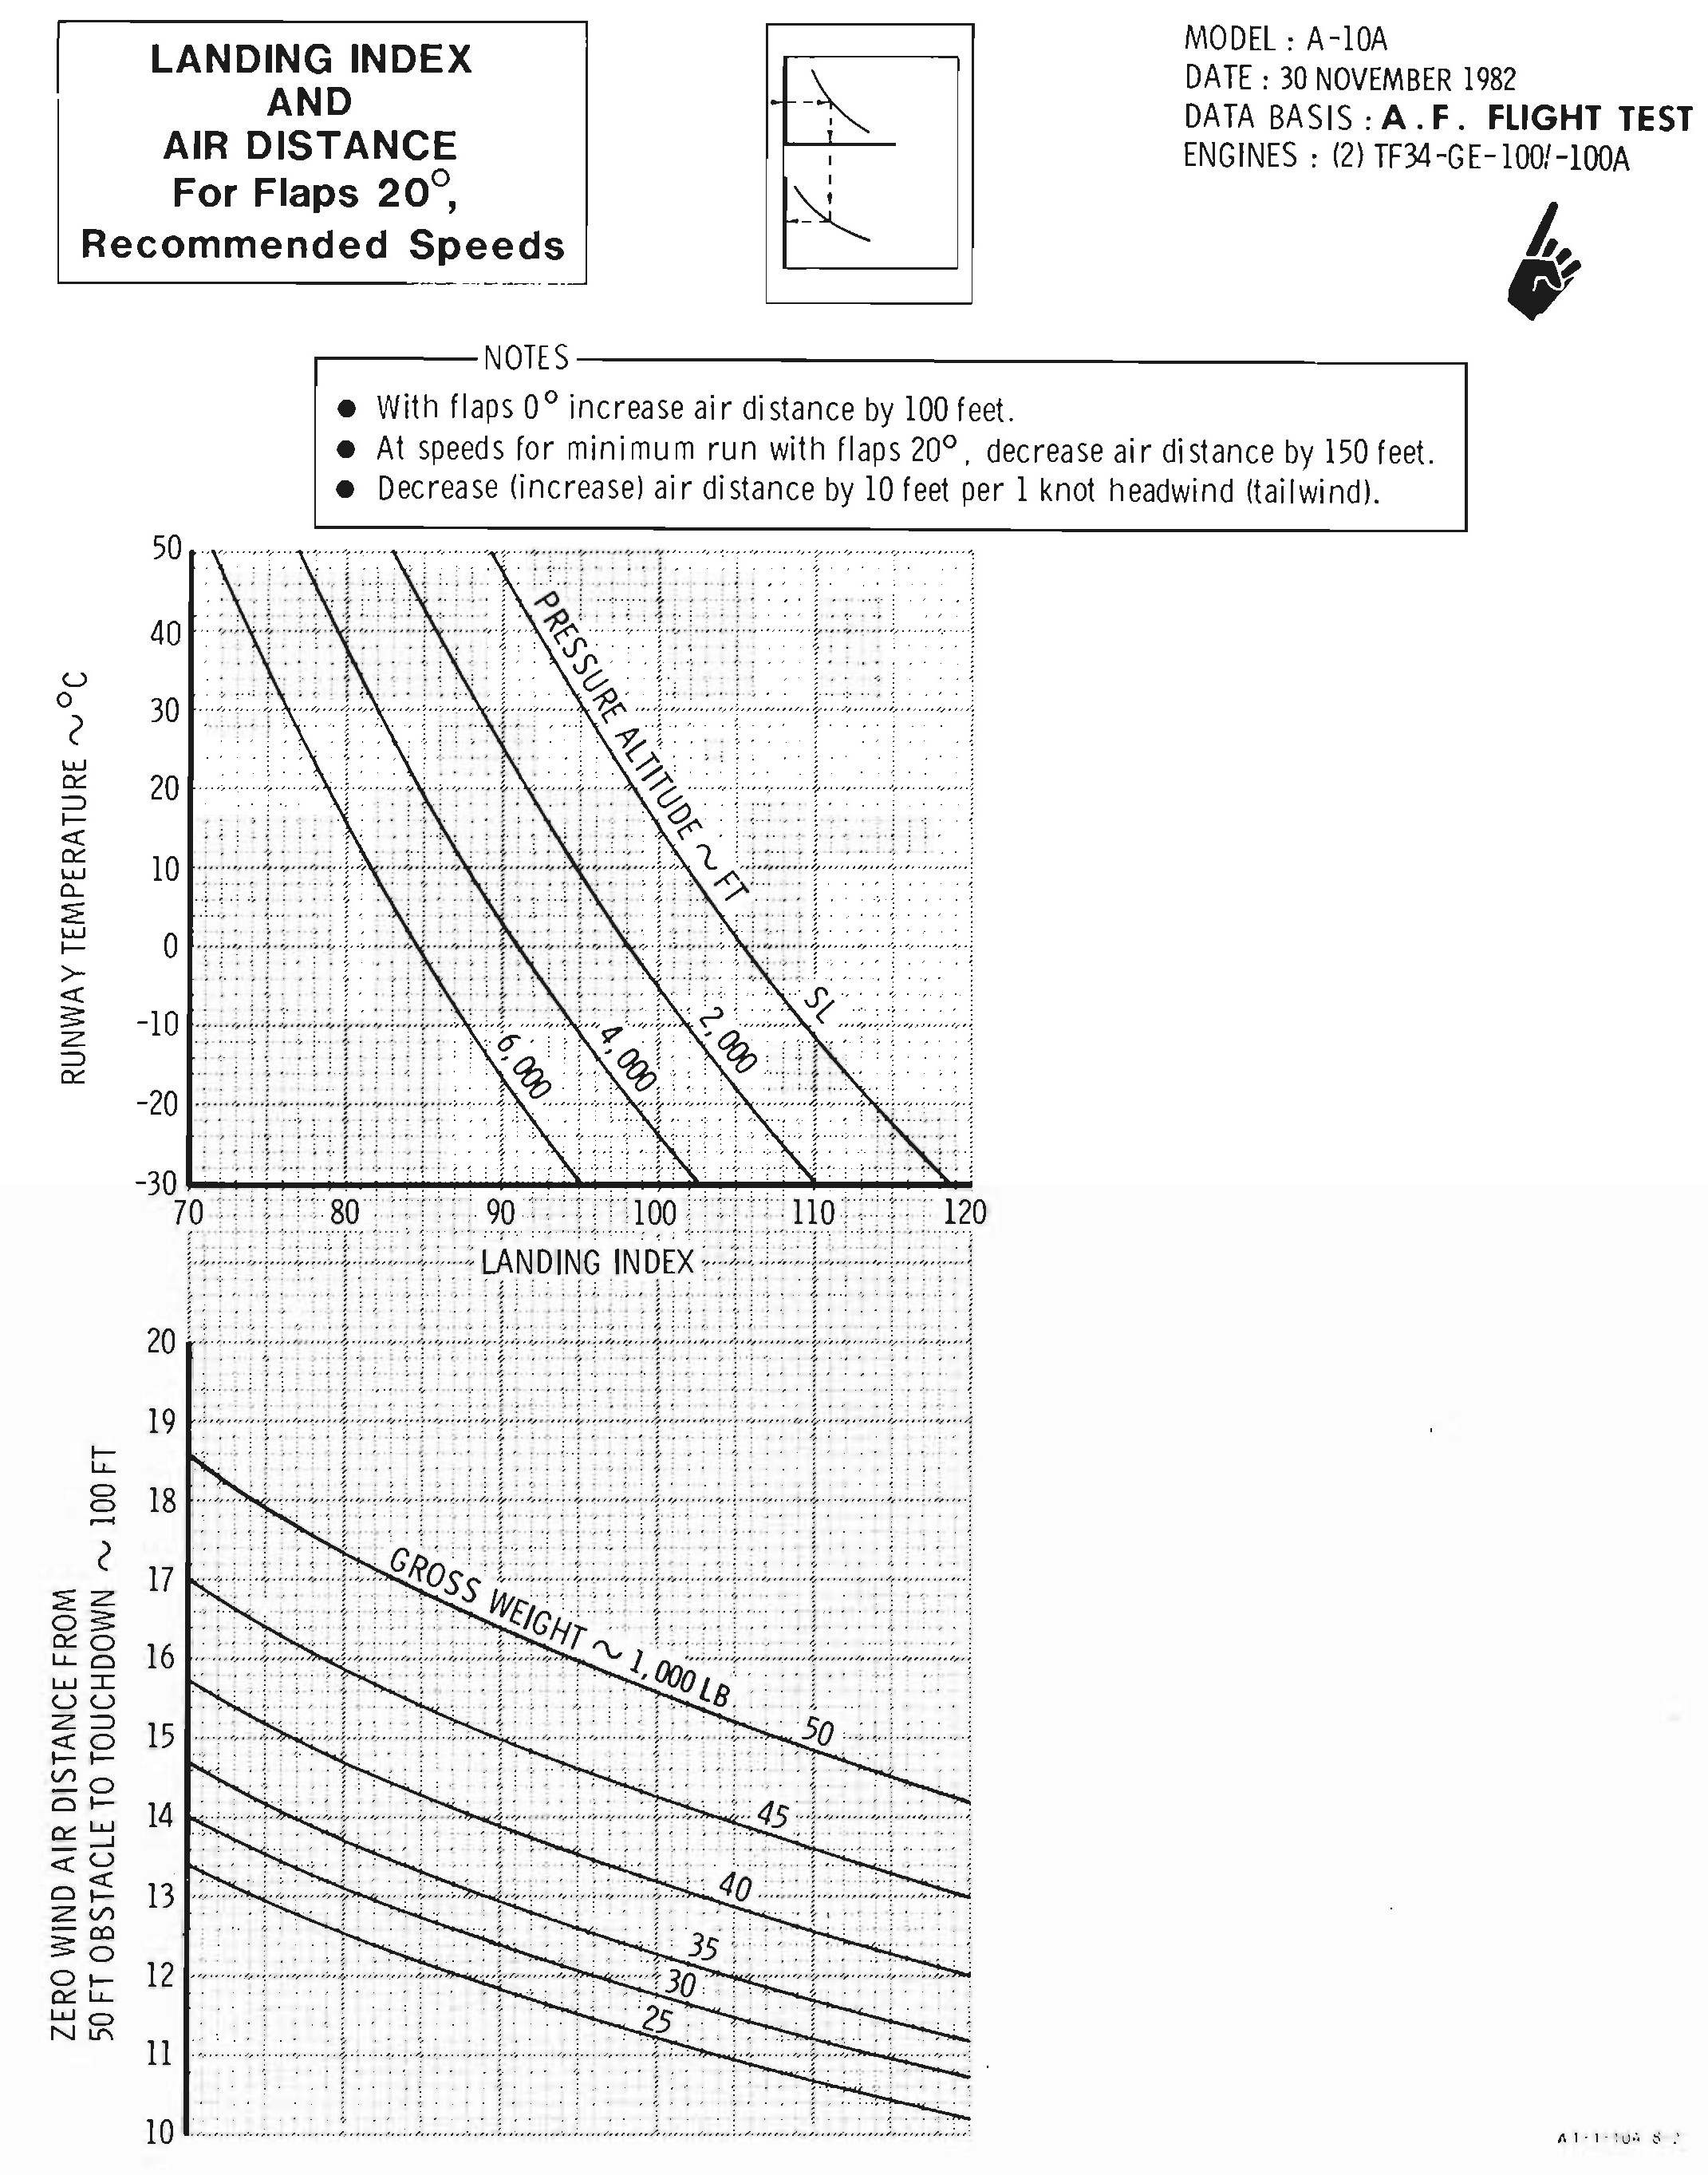 LANDING INDEX
AND
AIR DISTANCE
For Flaps 20°,
Recommended Speeds
MODEL : A-10A
DATE : 30 NOVEMBER 1982
DATA BASIS : A.F. FLIGHT TEST
ENGINES : (2) TF34-GE-100/-100A
NOTES
● With flaps 0° increase air distance by 100 feet.
● At speeds for minimum run with flaps 20°, decrease air distance by 150 feet.
● Decrease (increase) air distance by 10 feet per 1 knot headwind (tailwind).
RUNWAY TEMPERATURE ~ °C
50
40
30
20
10
0
-10
-20
-30
PRESSURE ALTITUDE ~ FT
SL
2,000
4,000
6,000
70 80 90 100 110 120
LANDING INDEX
ZERO WIND AIR DISTANCE FROM
50 FT OBSTACLE TO TOUCHDOWN ~ 100 FT
20
19
18
17
16
15
14
13
12
11
10
GROSS WEIGHT ~ 1,000 LB
50
45
40
35
30
25